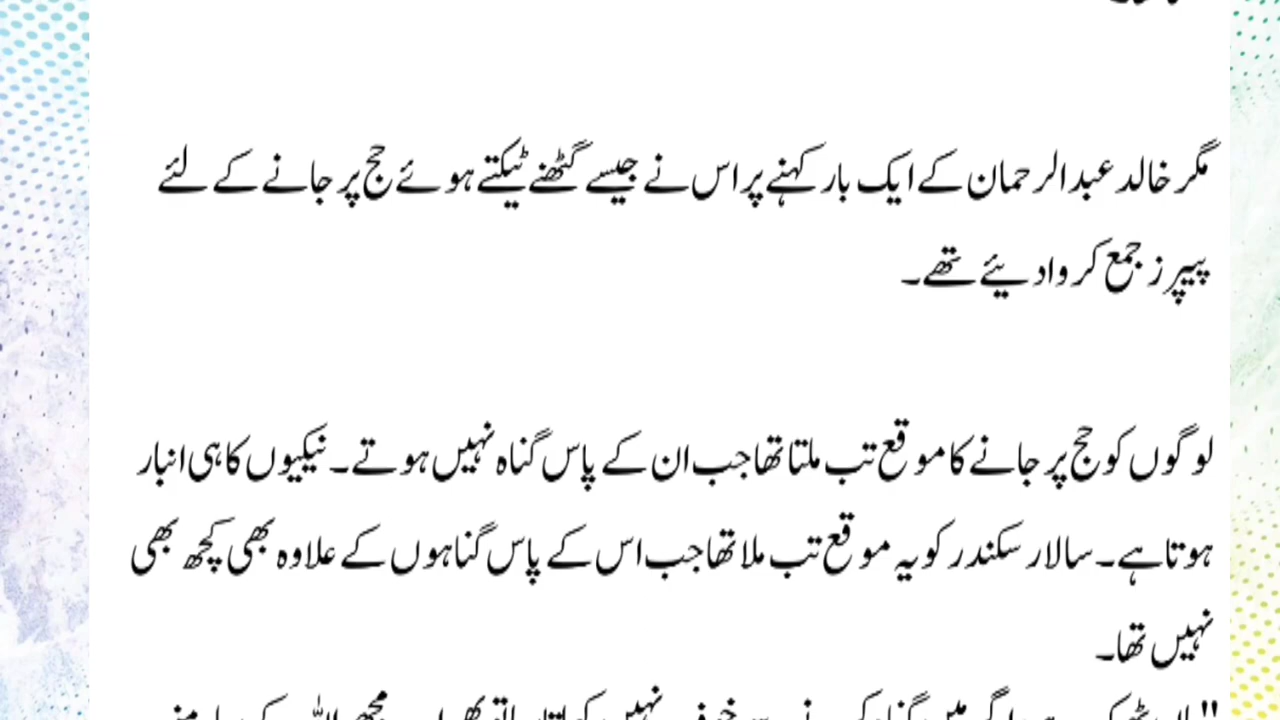 مگر خالد عبدالرحمان کے ایک بار کہنے پر اس نے جیسے گٹھنے ٹیکتے ہوئے حج پر جانے کے لئے
پیپرز جمع کروا دیئے تھے۔
لوگوں کو حج پر جانے کا موقع تب ملتا تھا جب ان کے پاس گناہ نہیں ہوتے۔ نیکیوں کا ہی انبار
ہوتا ہے۔ سالار سکندر کو یہ موقع تب ملا تھا جب اس کے پاس گناہوں کے علاوہ بھی کچھ بھی
نہیں تھا۔